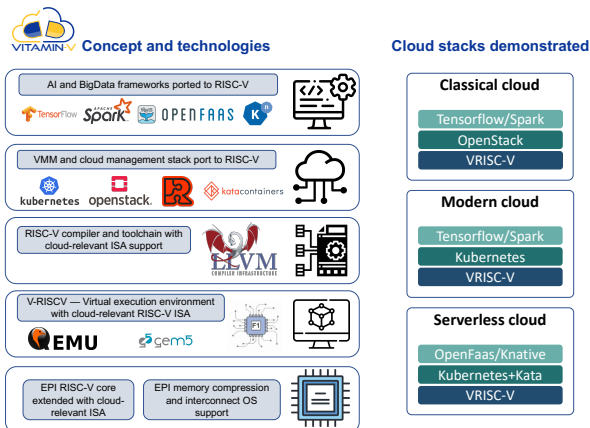 VITAMIN-V
Concept and technologies
AI and BigData frameworks ported to RISC-V
TensorFlow
APACHE
Spark
OPENFAAS
K
n
VMM and cloud management stack port to RISC-V
kubernetes
openstack.
R
katacontainers
RISC-V compiler and toolchain with
cloud-relevant ISA support
LLVM
COMPILER INFRASTRUCTURE
V-RISCV — Virtual execution environment
with cloud-relevant RISC-V ISA
QEMU
gem5
F1
EPI RISC-V core
extended with cloud-
relevant ISA
EPI memory compression
and interconnect OS
support
Cloud stacks demonstrated
Classical cloud
Tensorflow/Spark
OpenStack
VRISC-V
Modern cloud
Tensorflow/Spark
Kubernetes
VRISC-V
Serverless cloud
OpenFaas/Knative
Kubernetes+Kata
VRISC-V